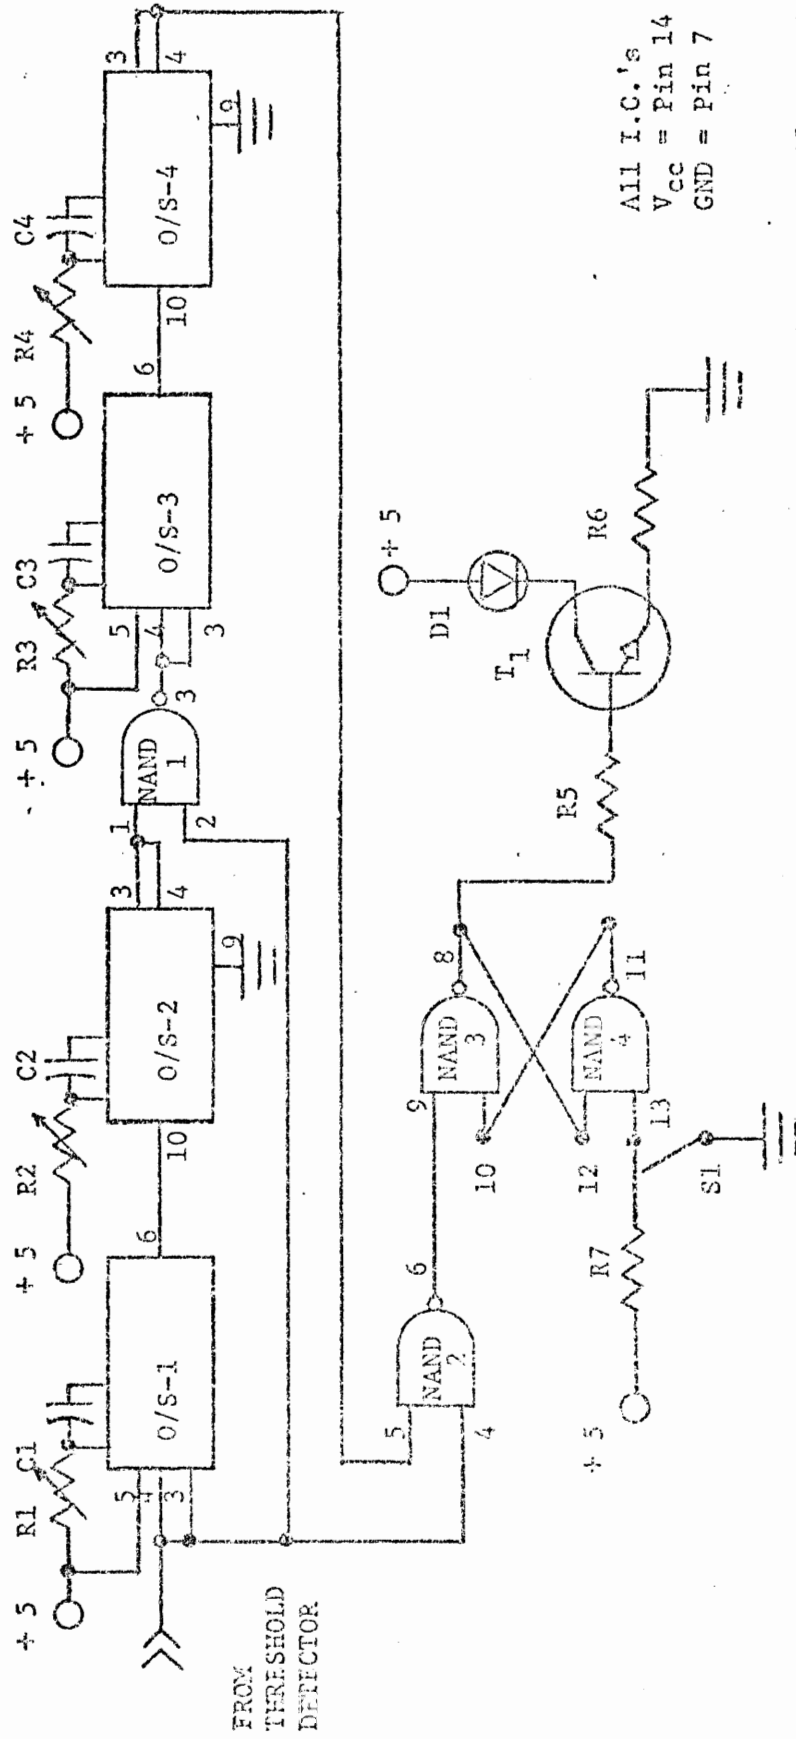 + 5
R1
C1
5
4
3
O/S-1
6
+ 5
R2
C2
10
O/S-2
9
3
4
1
2
NAND
1
3
+ 5
R3
C3
5
4
3
O/S-3
6
+ 5
R4
C4
10
O/S-4
9
3
4
FROM
THRESHOLD
DETECTOR
5
4
NAND
2
6
9
10
NAND
3
8
12
13
NAND
4
11
+ 5
R7
S1
R5
T1
D1
+ 5
R6
All I.C.'s
Vcc = Pin 14
GND = Pin 7